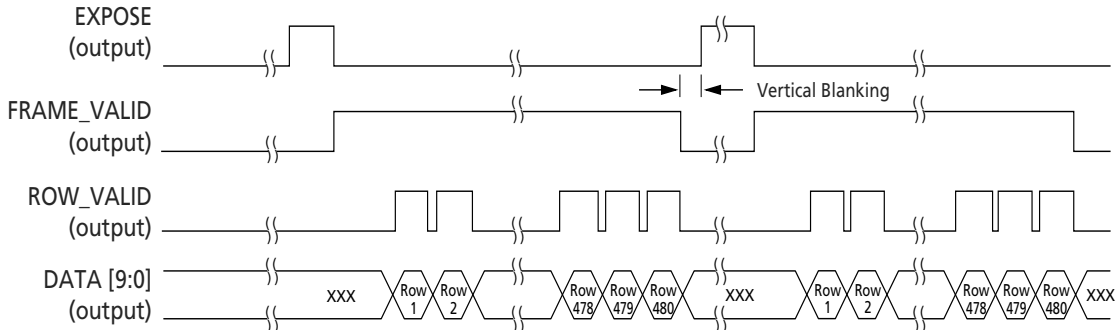 EXPOSE
(output)
Vertical Blanking
FRAME_VALID
(output)
ROW_VALID
(output)
DATA [9:0]
(output)
XXX
Row
1
Row
2
Row
478
Row
479
Row
480
XXX
Row
1
Row
2
Row
478
Row
479
Row
480
XXX